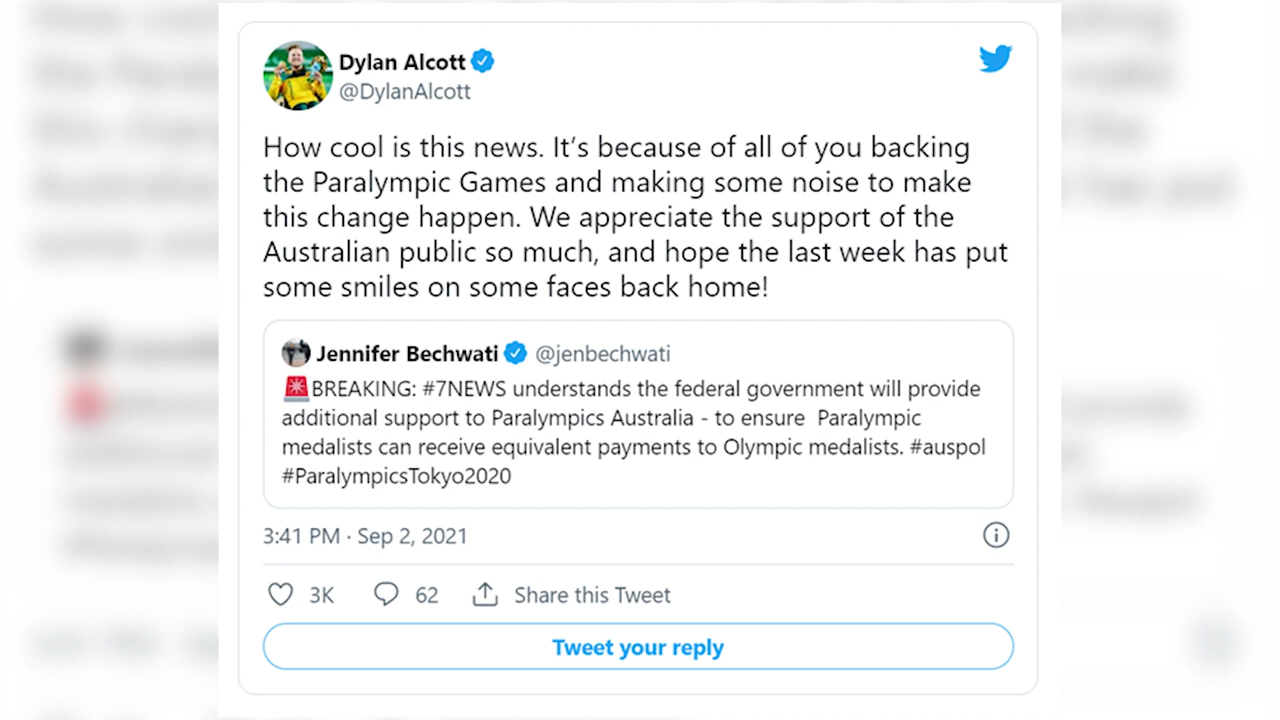 Dylan Alcott
@DylanAlcott
How cool is this news. It's because of all of you backing
the Paralympic Games and making some noise to make
this change happen. We appreciate the support of the
Australian public so much, and hope the last week has put
some smiles on some faces back home!
Jennifer Bechwati @jenbechwati
🚨BREAKING: #7NEWS understands the federal government will provide
additional support to Paralympics Australia - to ensure  Paralympic
medalists can receive equivalent payments to Olympic medalists. #auspol
#ParalympicsTokyo2020
3:41 PM · Sep 2, 2021
3K 62 Share this Tweet
Tweet your reply